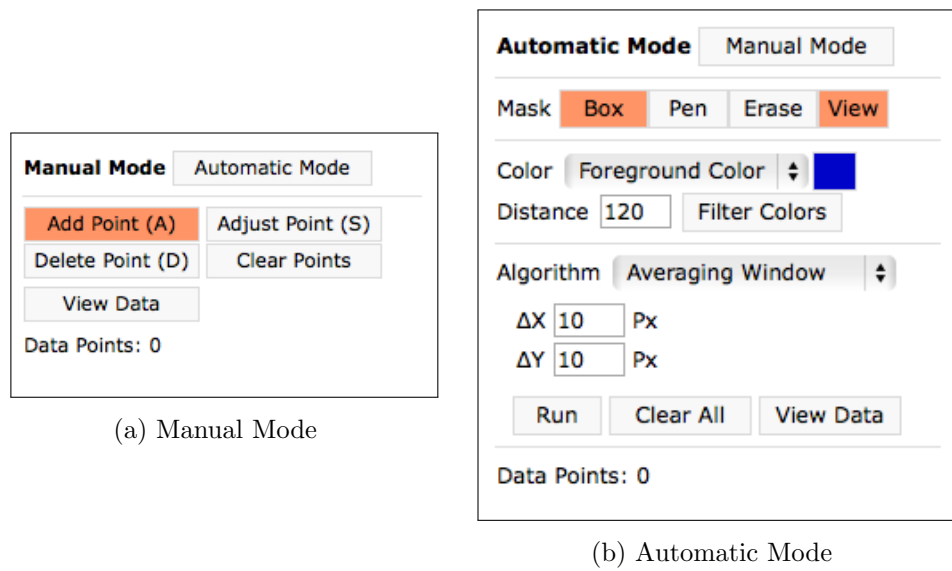 Manual Mode Automatic Mode
Add Point (A) Adjust Point (S)
Delete Point (D) Clear Points
View Data
Data Points: 0
(a) Manual Mode
Automatic Mode Manual Mode
Mask Box Pen Erase View
Color Foreground Color
Distance 120 Filter Colors
Algorithm Averaging Window
ΔX 10 Px
ΔY 10 Px
Run Clear All View Data
Data Points: 0
(b) Automatic Mode